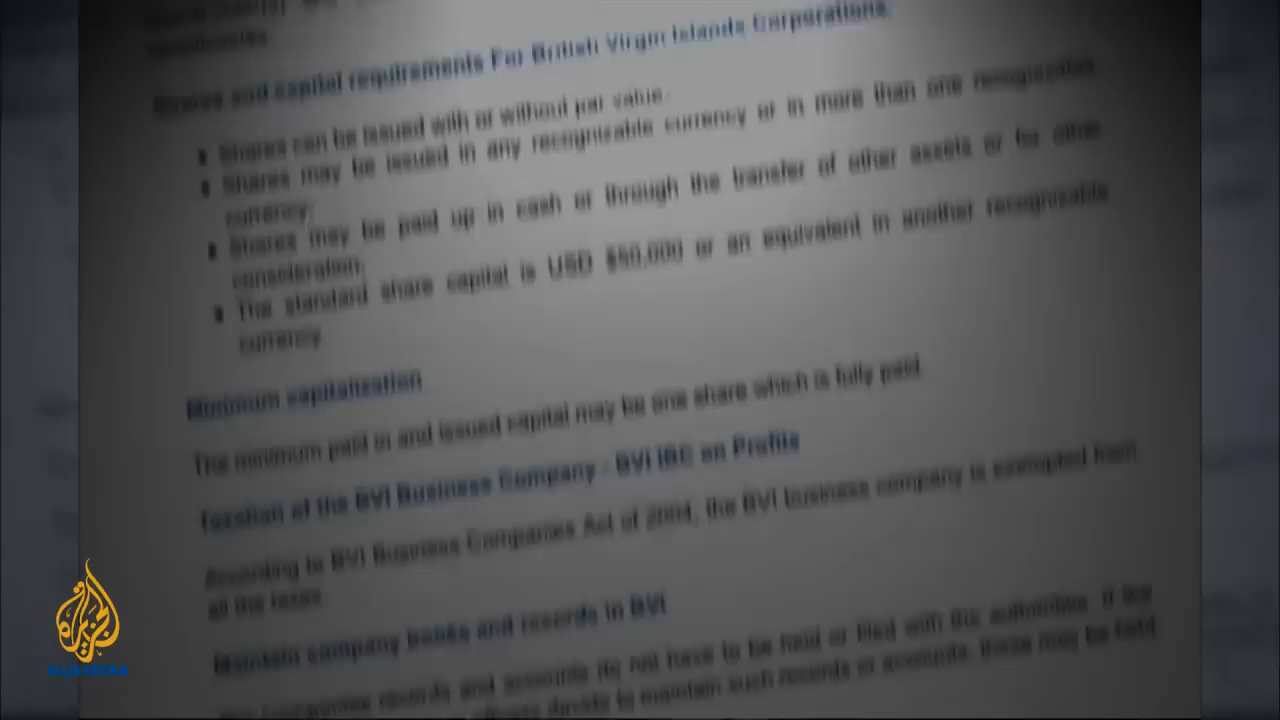 Shares and capital requirements For British Virgin Islands Corporations
Shares can be issued with or without par value.
Shares may be issued in any recognizable currency or in more than one recognizable
currency;
Shares may be paid up in cash or through the transfer of other assets or for other
consideration;
The standard share capital is USD $50,000 or an equivalent in another recognizable
currency.
Minimum capitalization
The minimum paid in and issued capital may be one share which is fully paid.
Taxation of the BVI Business Company - BVI IBC on Profits
According to BVI Business Companies Act of 2004, the BVI business company is exempted from
all the taxes.
Maintain company books and records in BVI
records and accounts do not have to be held or filed with the authorities. If the
decide to maintain such records or accounts, these may be held
الجزيرة
ALJAZEERA